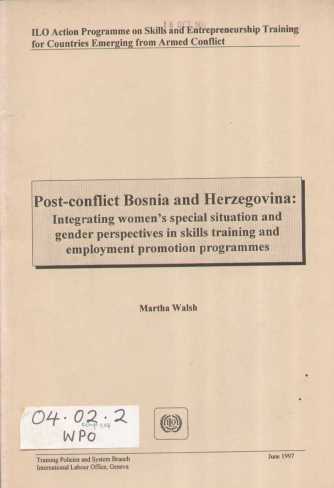 ILO Action Programme on Skills and Entrepreneurship Training
for Countries Emerging from Armed Conflict
Post-conflict Bosnia and Herzegovina:
Integrating women's special situation and
gender perspectives in skills training and
employment promotion programmes
Martha Walsh
04.02.2
WPO
ILO
Training Policies and System Branch
International Labour Office, Geneva
June 1997